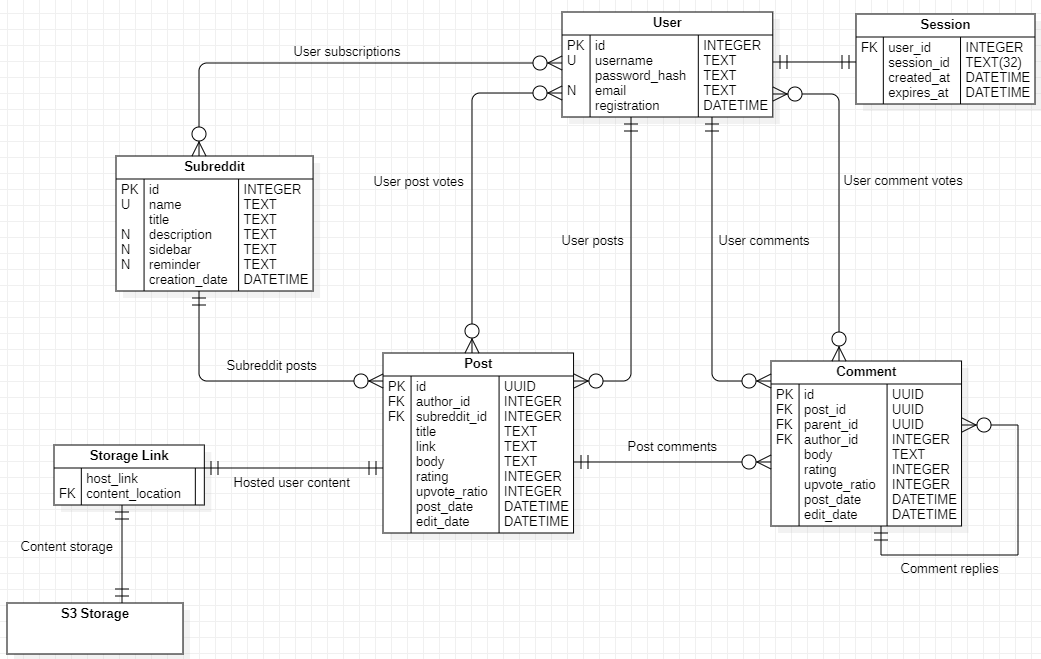 User
PK id INTEGER
U username TEXT
password_hash TEXT
N email TEXT
registration DATETIME
Session
FK user_id INTEGER
session_id TEXT(32)
created_at DATETIME
expires_at DATETIME
User subscriptions
User post votes
User comment votes
User posts
User comments
Subreddit
PK id INTEGER
U name TEXT
title TEXT
N description TEXT
N sidebar TEXT
N reminder TEXT
creation_date DATETIME
Subreddit posts
Post
PK id UUID
FK author_id INTEGER
FK subreddit_id INTEGER
title TEXT
link TEXT
body TEXT
rating INTEGER
upvote_ratio INTEGER
post_date DATETIME
edit_date DATETIME
Comment
PK id UUID
FK post_id UUID
FK parent_id UUID
FK author_id INTEGER
body TEXT
rating INTEGER
upvote_ratio INTEGER
post_date DATETIME
edit_date DATETIME
Post comments
Comment replies
Storage Link
host_link
FK content_location
Hosted user content
Content storage
S3 Storage